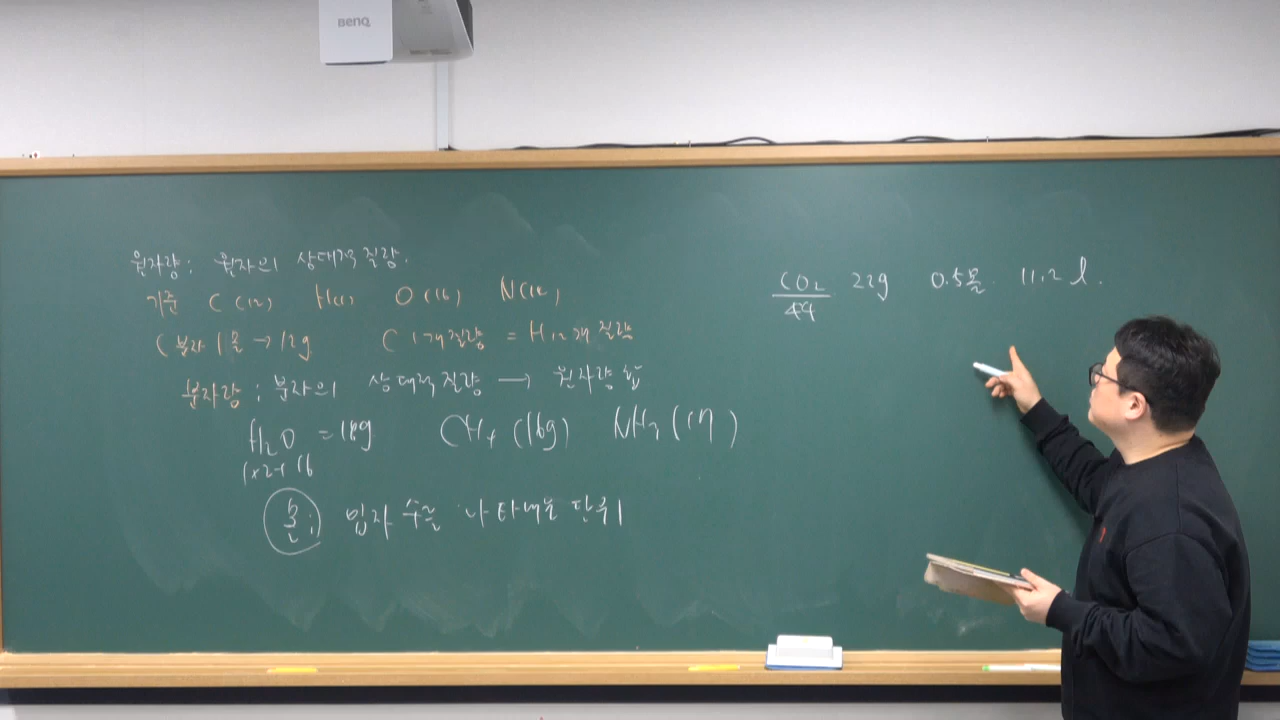 BenQ
원자량: 원자의 상대적 질량.
기준 C (12) H(1) O (16) N(14)
C 분자 1몰 → 12g C 1개 질량 = H 12개 질량
분자량 : 분자의 상대적 질량 → 원자량 합
H₂O = 18g CH₄ (16g) NH₃ (17)
1×2+16
몰: 입자 수를 나타내는 단위
CO₂ 22g 0.5몰. 11.2 l.
44